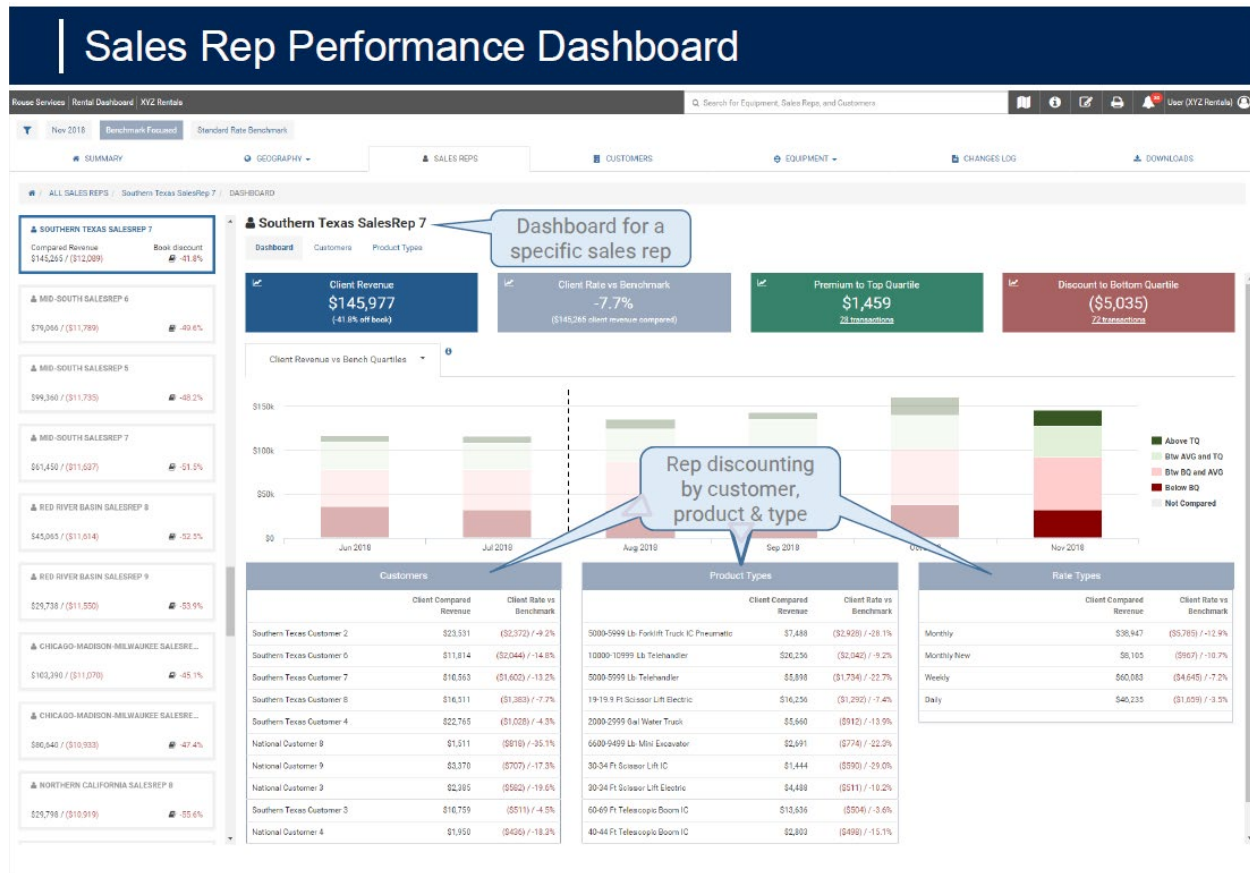 Sales Rep Performance Dashboard
Rouse Services | Rental Dashboard | XYZ Rentals
Search for Equipment, Sales Reps, and Customers
User (XYZ Rentals)
Nov 2018 Benchmark Focused Standard Rate Benchmark
SUMMARY GEOGRAPHY SALES REPS CUSTOMERS EQUIPMENT CHANGES LOG DOWNLOADS
/ ALL SALES REPS / Southern Texas SalesRep 7 / DASHBOARD
SOUTHERN TEXAS SALESREP 7
Compared Revenue Book discount
$145,265 / ($12,089) -41.8%
MID-SOUTH SALESREP 6
$79,066 / ($11,789) -49.6%
MID-SOUTH SALESREP 5
$99,360 / ($11,735) -48.2%
MID-SOUTH SALESREP 7
$61,450 / ($11,637) -51.5%
RED RIVER BASIN SALESREP 8
$45,065 / ($11,614) -52.5%
RED RIVER BASIN SALESREP 9
$29,738 / ($11,550) -53.9%
CHICAGO-MADISON-MILWAUKEE SALESRE...
$103,390 / ($11,070) -45.1%
CHICAGO-MADISON-MILWAUKEE SALESRE...
$80,640 / ($10,933) -47.4%
NORTHERN CALIFORNIA SALESREP 8
$29,798 / ($10,919) -55.6%
Southern Texas SalesRep 7
Dashboard for a
specific sales rep
Dashboard Customers Product Types
Client Revenue
$145,977
(-41.8% off book)
Client Rate vs Benchmark
-7.7%
($145,265 client revenue compared)
Premium to Top Quartile
$1,459
28 transactions
Discount to Bottom Quartile
($5,035)
72 transactions
Client Revenue vs Bench Quartiles
$150k
$100k
$50k
$0
Jun 2018 Jul 2018 Aug 2018 Sep 2018 Nov 2018
Above TQ
Btw AVG and TQ
Btw BQ and AVG
Below BQ
Not Compared
Rep discounting
by customer,
product & type
Customers
Client Compared Revenue Client Rate vs Benchmark
Southern Texas Customer 2 $23,531 ($2,372) / -9.2%
Southern Texas Customer 6 $11,814 ($2,044) / -14.8%
Southern Texas Customer 7 $10,563 ($1,602) / -13.2%
Southern Texas Customer 8 $16,511 ($1,383) / -7.7%
Southern Texas Customer 4 $22,765 ($1,028) / -4.3%
National Customer 8 $1,511 ($818) / -35.1%
National Customer 9 $3,370 ($707) / -17.3%
National Customer 3 $2,385 ($582) / -19.6%
Southern Texas Customer 3 $10,759 ($511) / -4.5%
National Customer 4 $1,950 ($436) / -18.3%
Product Types
Client Compared Revenue Client Rate vs Benchmark
5000-5999 Lb Forklift Truck IC Pneumatic $7,488 ($2,928) / -28.1%
10000-10999 Lb Telehandler $20,256 ($2,042) / -9.2%
5000-5999 Lb Telehandler $5,898 ($1,734) / -22.7%
19-19.9 Ft Scissor Lift Electric $16,256 ($1,292) / -7.4%
2000-2999 Gal Water Truck $5,660 ($912) / -13.9%
6600-9499 Lb Mini Excavator $2,691 ($774) / -22.3%
30-34 Ft Scissor Lift IC $1,444 ($590) / -29.0%
30-34 Ft Scissor Lift Electric $4,488 ($511) / -10.2%
60-69 Ft Telescopic Boom IC $13,636 ($504) / -3.6%
40-44 Ft Telescopic Boom IC $2,803 ($498) / -15.1%
Rate Types
Client Compared Revenue Client Rate vs Benchmark
Monthly $38,947 ($5,785) / -12.9%
Monthly New $8,105 ($967) / -10.7%
Weekly $60,083 ($4,645) / -7.2%
Daily $46,235 ($1,659) / -3.5%